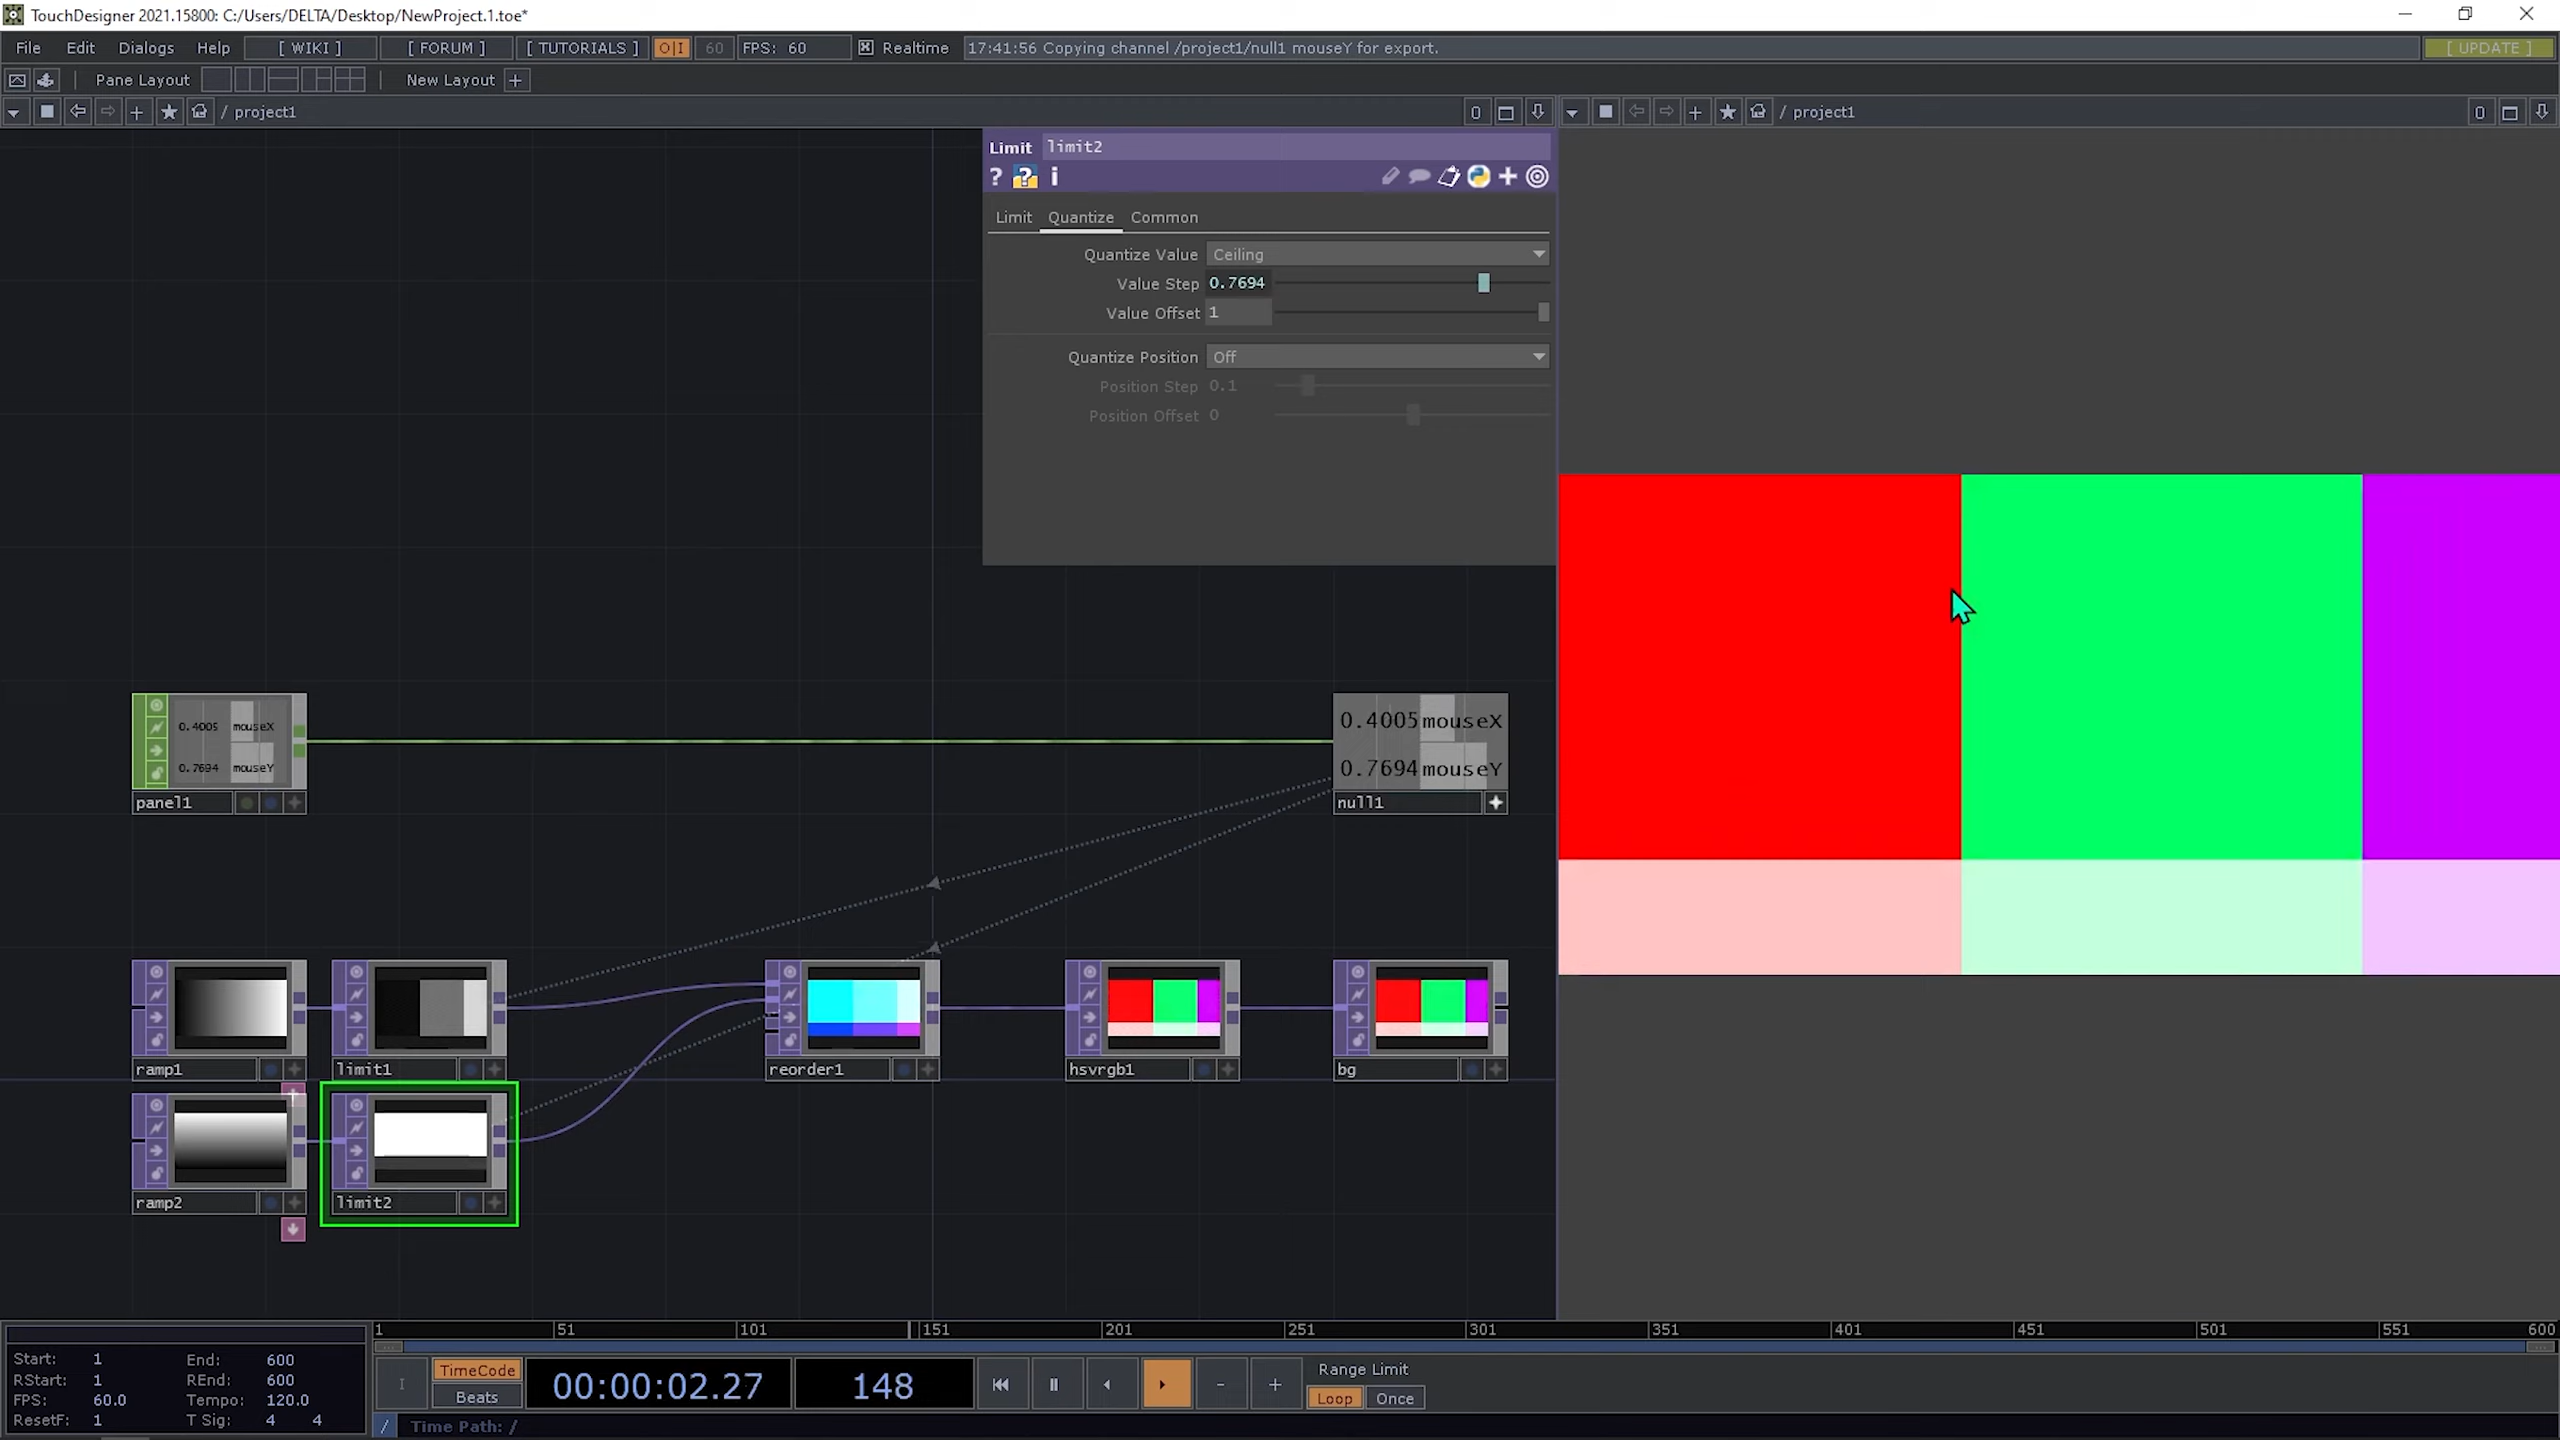 TouchDesigner 2021.15800: C:/Users/DELTA/Desktop/NewProject.1.toe*
File Edit Dialogs Help [ WIKI ] [ FORUM ] [ TUTORIALS ] O|I 60 FPS: 60 Realtime 17:41:56 Copying channel /project1/null1 mouseY for export. [ UPDATE ]
Pane Layout New Layout +
/ project1 0 / project1 0
Limit limit2
? ? i
Limit Quantize Common
Quantize Value Ceiling
Value Step 0.7694
Value Offset 1
Quantize Position Off
Position Step 0.1
Position Offset 0
0.4005 mouseX
0.7694 mouseY
panel1
0.4005 mouseX
0.7694 mouseY
null1
ramp1 limit1 reorder1 hsvrgb1 bg
ramp2 limit2
1 51 101 151 201 251 301 351 401 451 501 551 600
Start: 1 End: 600
RStart: 1 REnd: 600
FPS: 60.0 Tempo: 120.0
ResetF: 1 T Sig: 4 4
I TimeCode Beats 00:00:02.27 148 - + Range Limit
Loop Once
/ Time Path: /